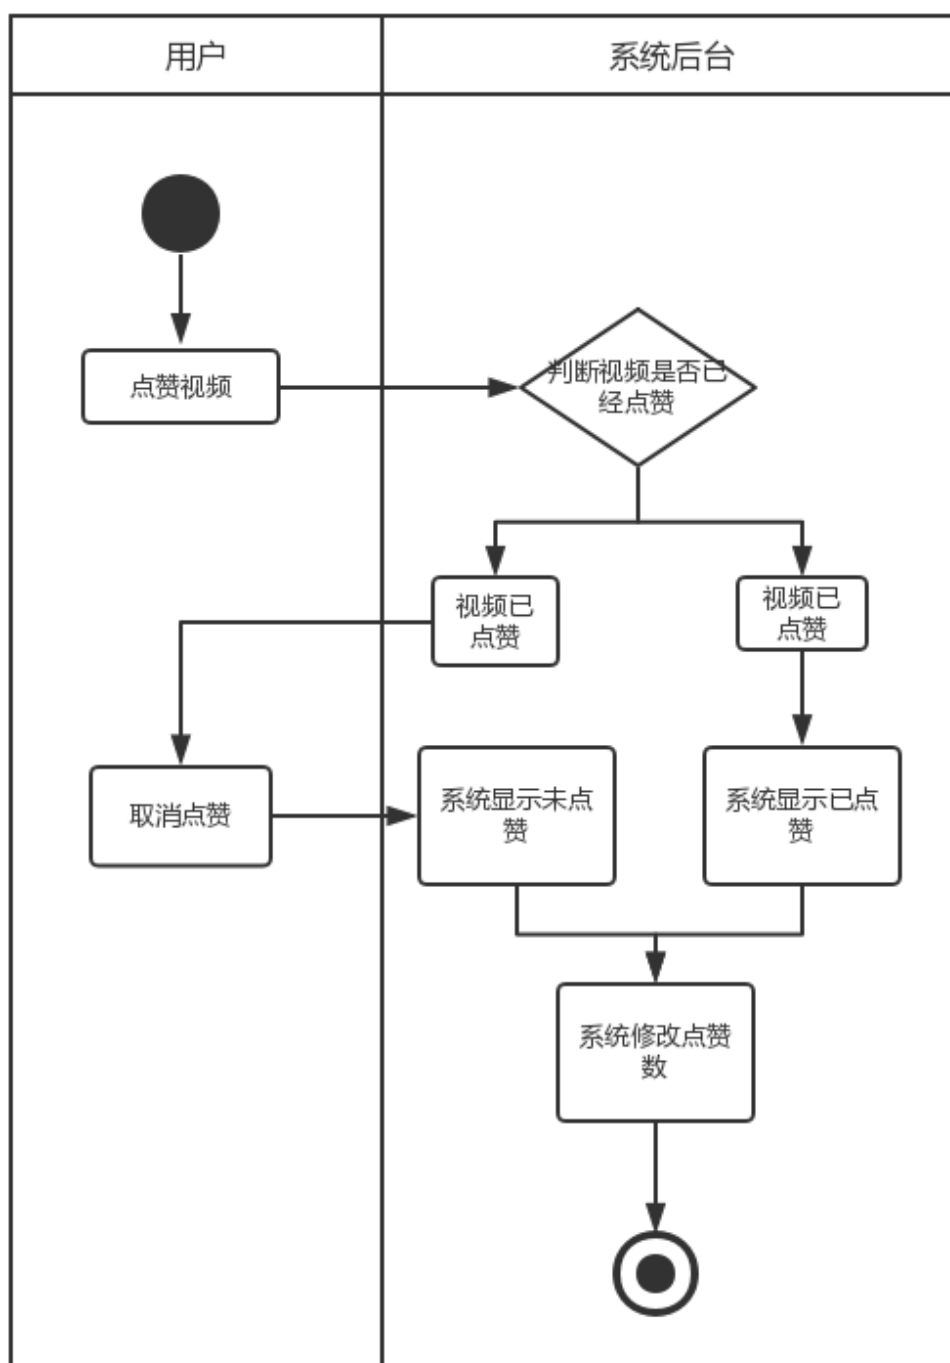 用户
系统后台
点赞视频
判断视频是否已
经点赞
视频已
点赞
视频已
点赞
取消点赞
系统显示未点
赞
系统显示已点
赞
系统修改点赞
数